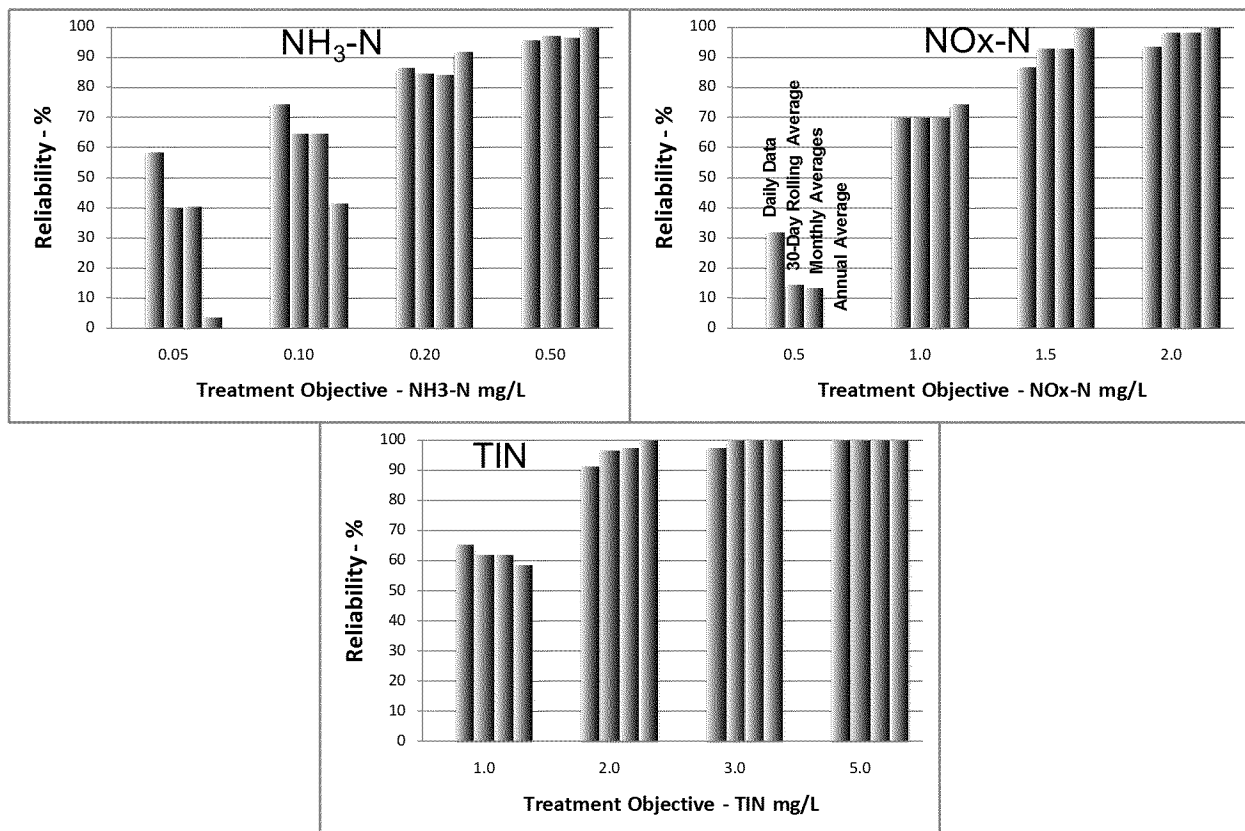 NH₃-N
Reliability - %
100
90
80
70
60
50
40
30
20
10
0
0.05 0.10 0.20 0.50
Treatment Objective - NH3-N mg/L
NOx-N
Reliability - %
100
90
80
70
60
50
40
30
20
10
0
Daily Data
30-Day Rolling Average
Monthly Averages
Annual Average
0.5 1.0 1.5 2.0
Treatment Objective - NOx-N mg/L
TIN
Reliability - %
100
90
80
70
60
50
40
30
20
10
0
1.0 2.0 3.0 5.0
Treatment Objective - TIN mg/L